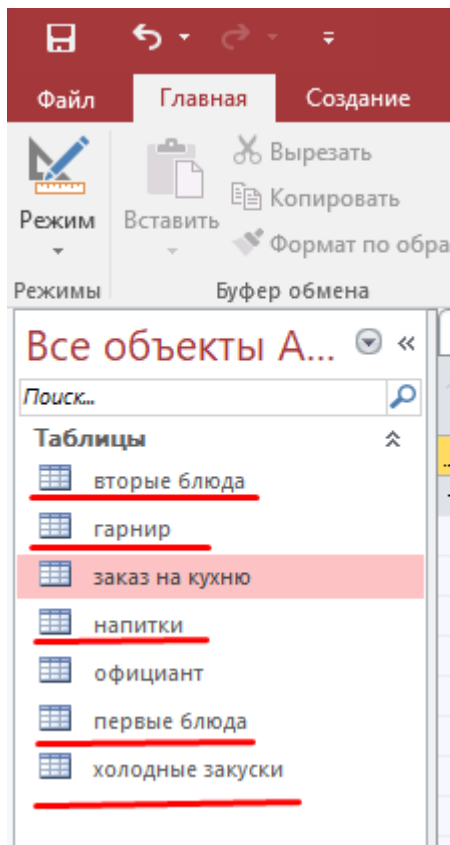 Файл Главная Создание
Вырезать
Копировать
Формат по обра
Режим Вставить
Режимы Буфер обмена
Все объекты A...
Поиск...
Таблицы
вторые блюда
гарнир
заказ на кухню
напитки
официант
первые блюда
холодные закуски